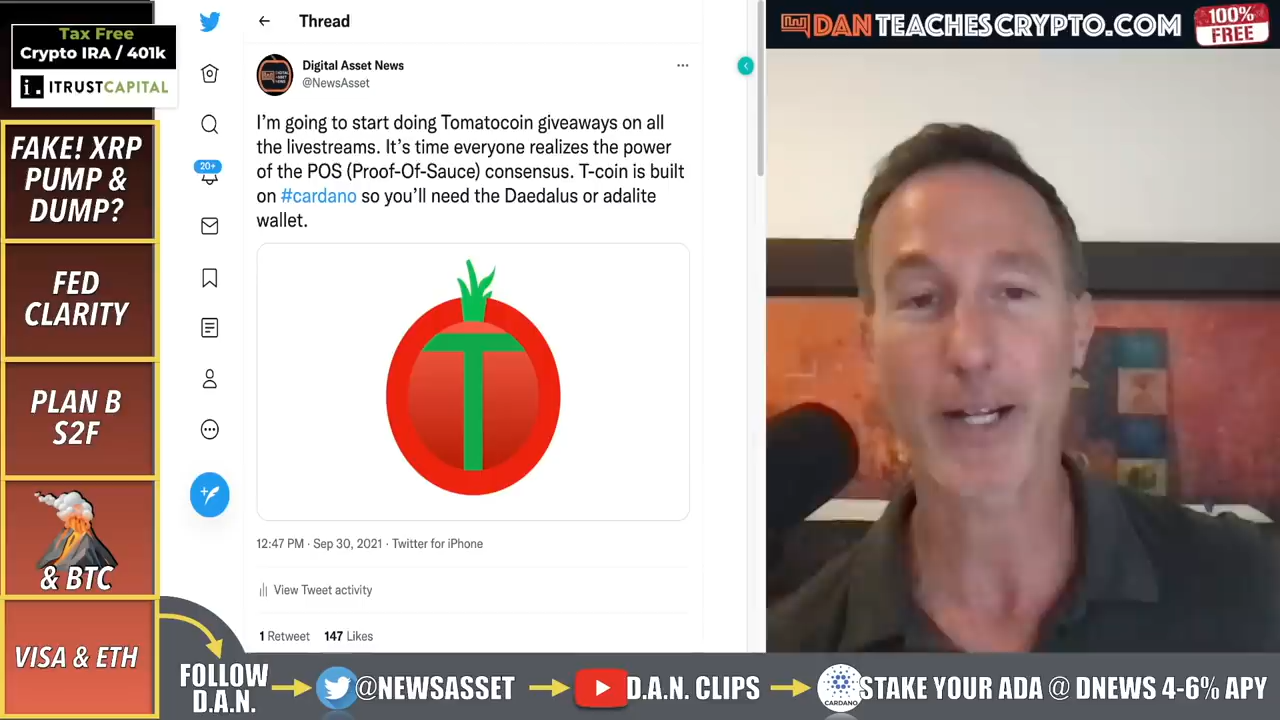 Tax Free
Crypto IRA / 401k
i. ITRUSTCAPITAL
FAKE! XRP
PUMP &
DUMP?
FED
CLARITY
PLAN B
S2F
& BTC
VISA & ETH
20+
Thread
Digital Asset News
@NewsAsset
I'm going to start doing Tomatocoin giveaways on all
the livestreams. It's time everyone realizes the power
of the POS (Proof-Of-Sauce) consensus. T-coin is built
on #cardano so you'll need the Daedalus or adalite
wallet.
T
12:47 PM · Sep 30, 2021 · Twitter for iPhone
View Tweet activity
1 Retweet 147 Likes
DANTEACHESCRYPTO.COM
100%
FREE
FOLLOW
D.A.N.
@NEWSASSET
D.A.N. CLIPS
CARDANO
STAKE YOUR ADA @ DNEWS 4-6% APY